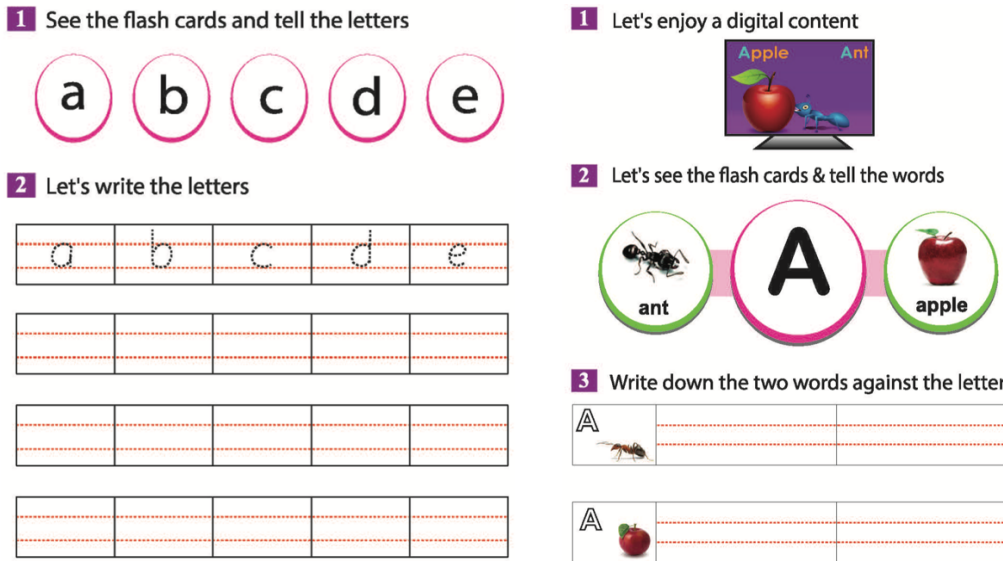 1 See the flash cards and tell the letters
a b c d e
2 Let's write the letters
a b c d e
1 Let's enjoy a digital content
Apple Ant
2 Let's see the flash cards & tell the words
ant A apple
3 Write down the two words against the letter
A
A